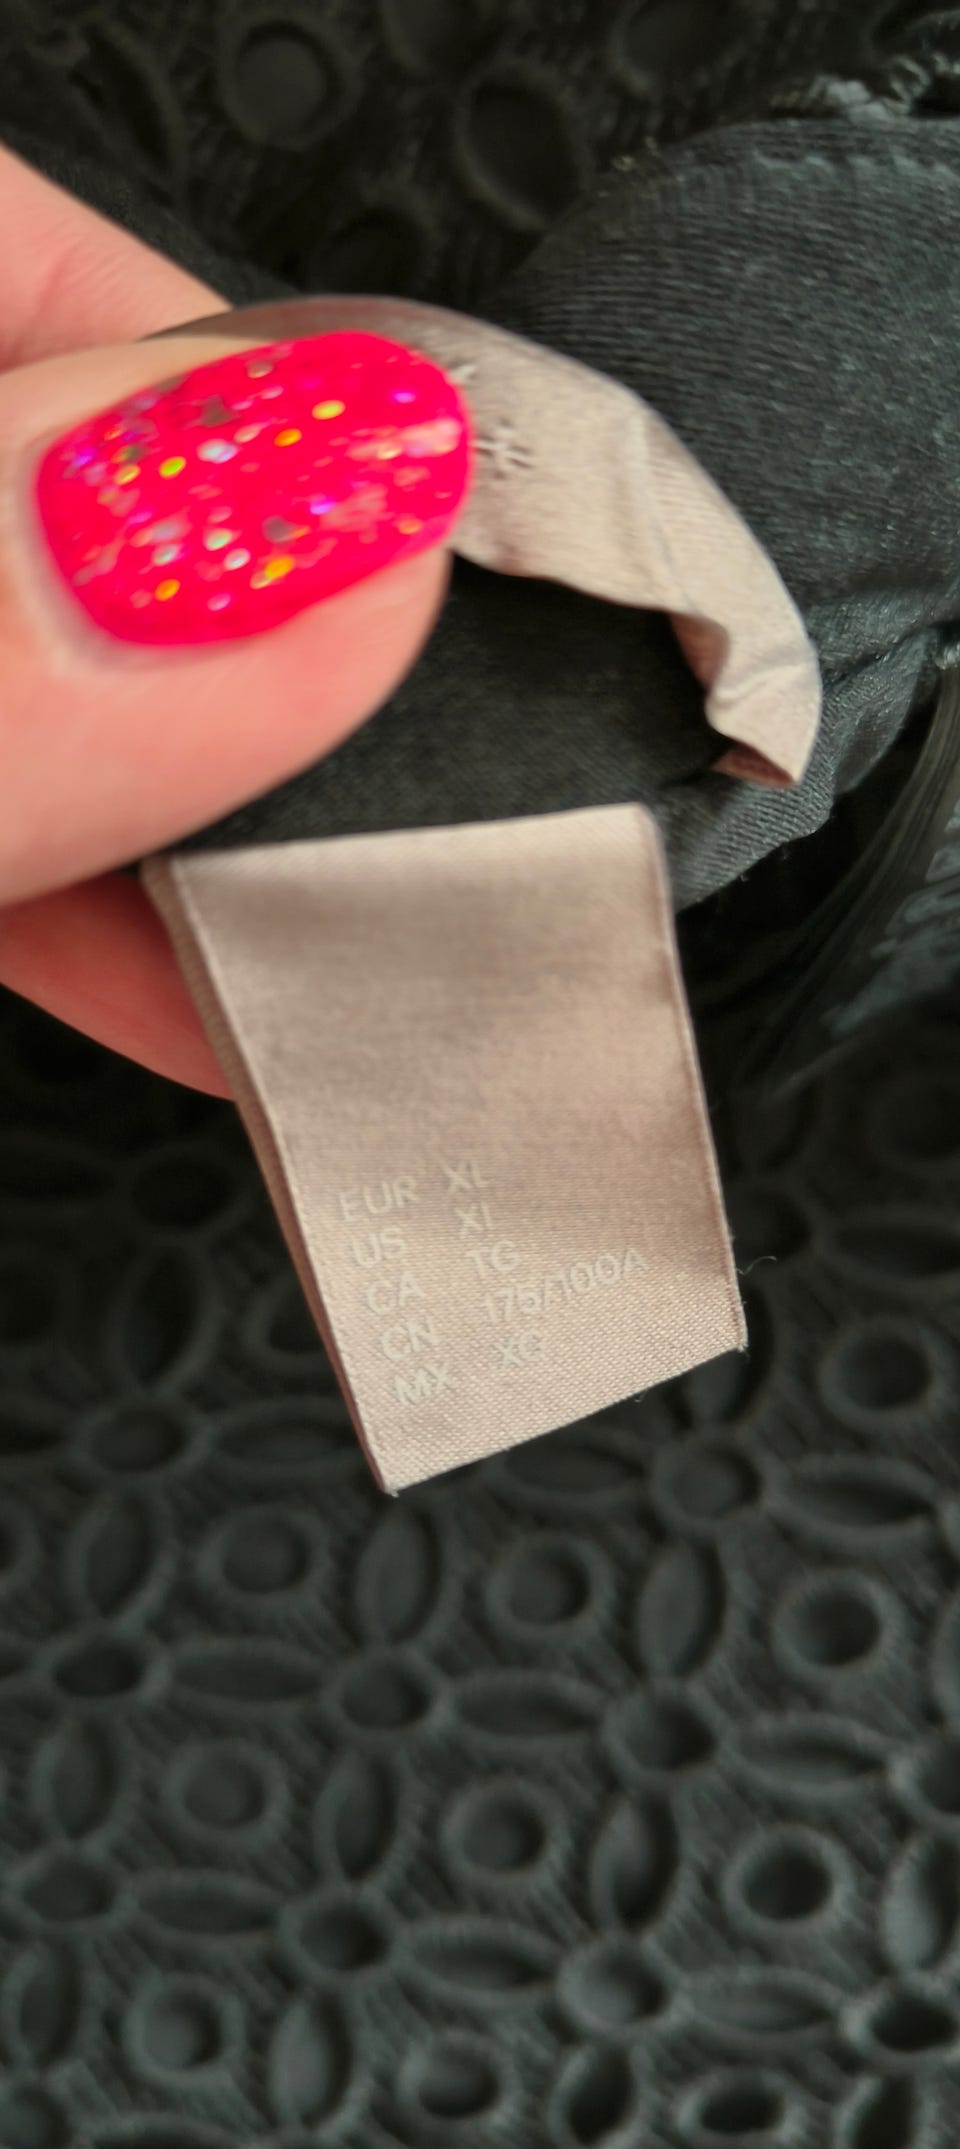 EUR XL
US XL
CA TG
CN 175/100A
MX XG